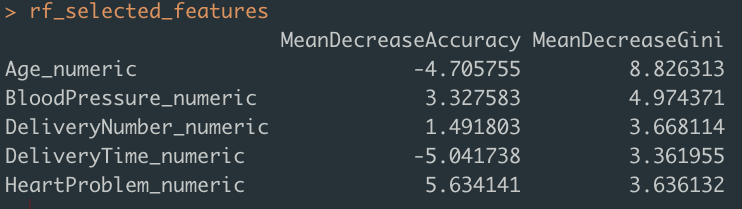 > rf_selected_features
MeanDecreaseAccuracy MeanDecreaseGini
Age_numeric -4.705755 8.826313
BloodPressure_numeric 3.327583 4.974371
DeliveryNumber_numeric 1.491803 3.668114
DeliveryTime_numeric -5.041738 3.361955
HeartProblem_numeric 5.634141 3.636132